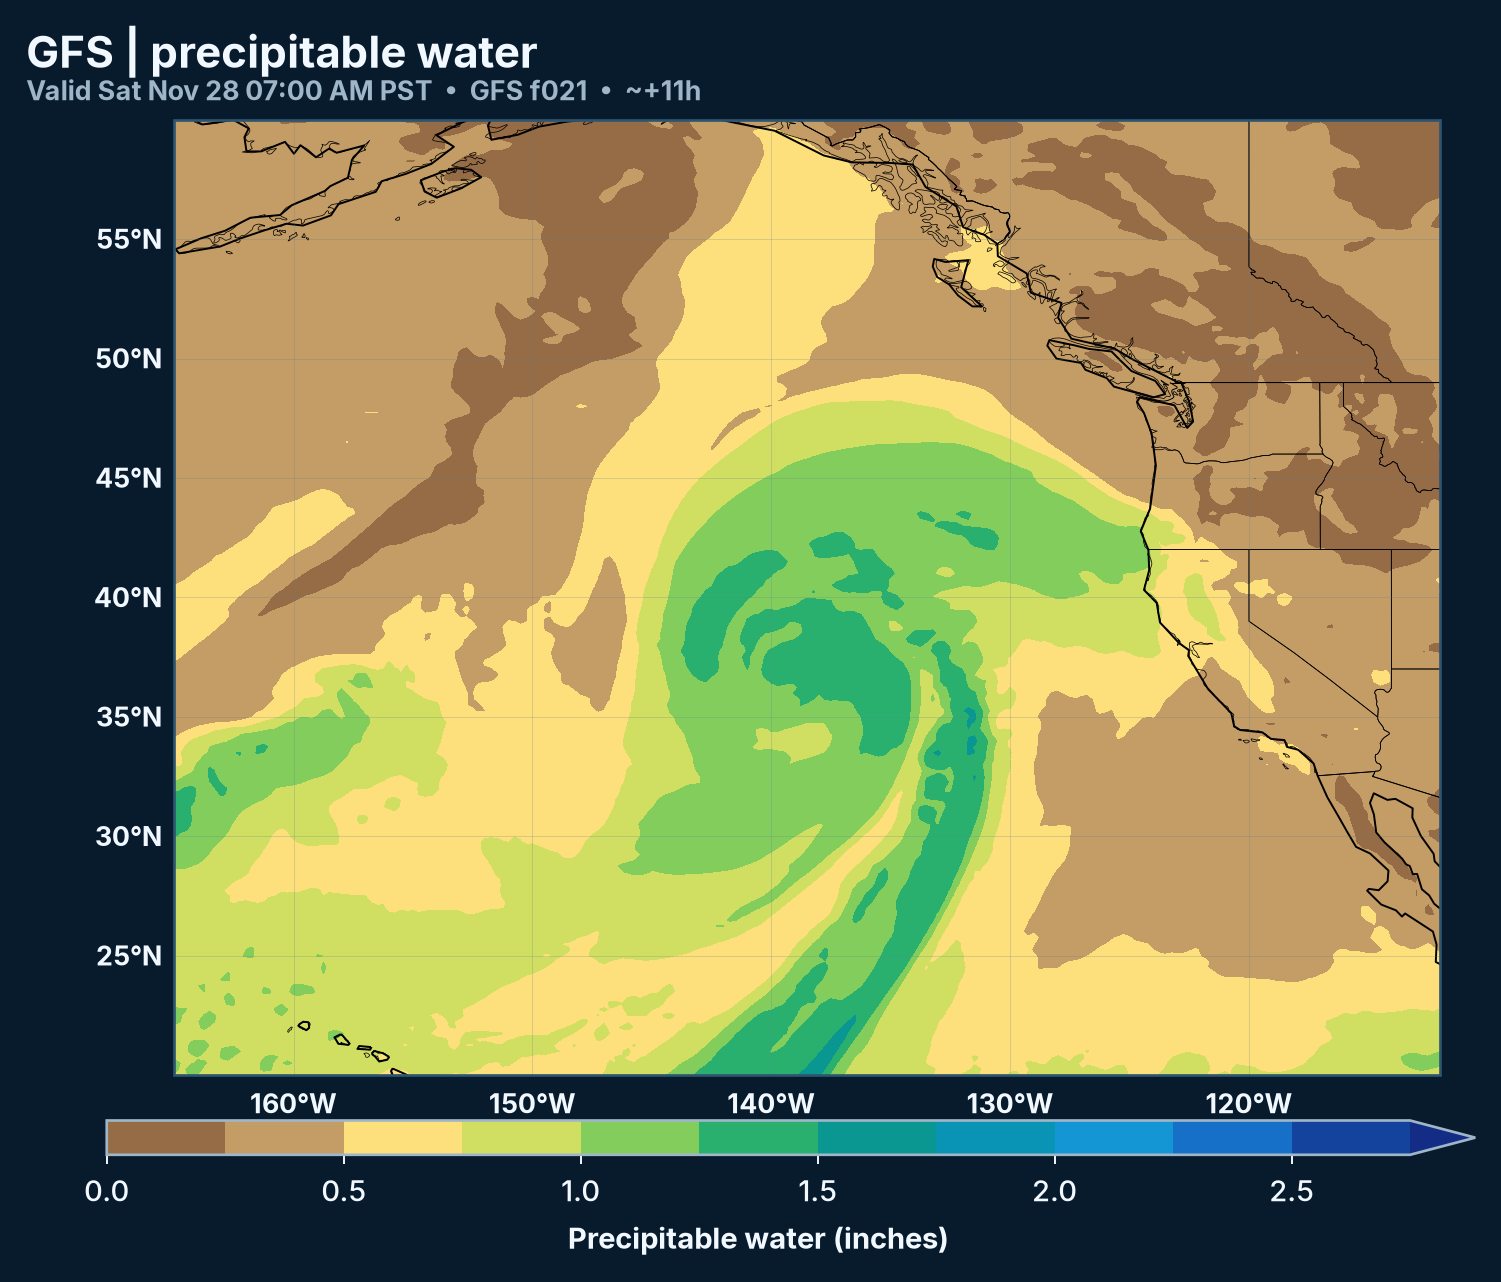 GFS | precipitable water
Valid Sat Nov 28 07:00 AM PST • GFS f021 • ~+11h
55°N
50°N
45°N
40°N
35°N
30°N
25°N
160°W 150°W 140°W 130°W 120°W
0.0 0.5 1.0 1.5 2.0 2.5
Precipitable water (inches)